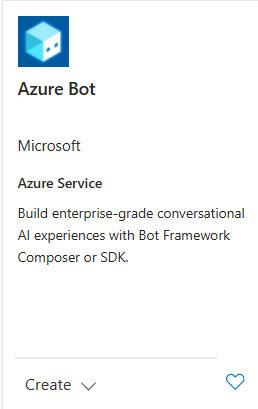 Azure Bot
Microsoft
Azure Service
Build enterprise-grade conversational
AI experiences with Bot Framework
Composer or SDK.
Create